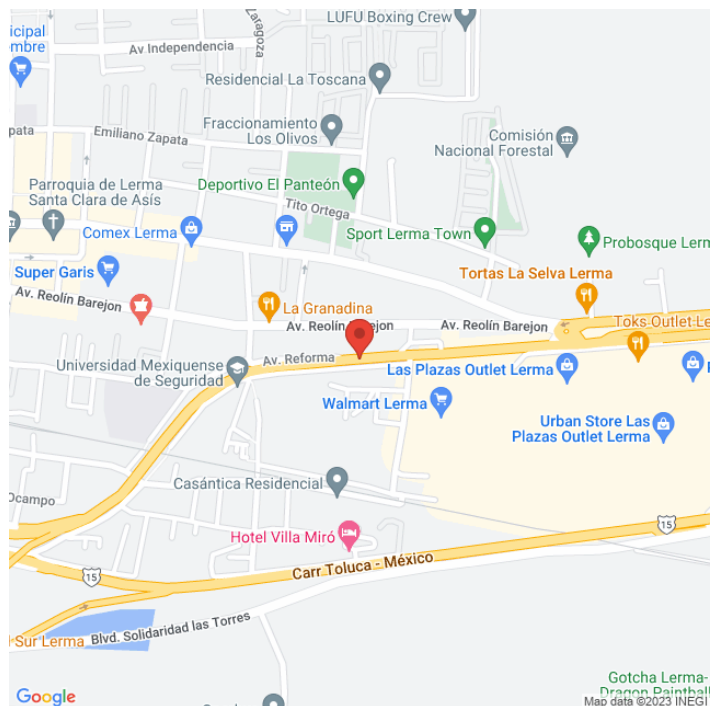 LUFU Boxing Crew
icipal
ombre
Av Independencia
Zaragoza
Residencial La Toscana
Emiliano Zapata
Zapata
Fraccionamiento
Los Olivos
Comisión
Nacional Forestal
Parroquia de Lerma
Santa Clara de Asís
Deportivo El Panteón
Tito Ortega
Comex Lerma
Sport Lerma Town
Probosque Lerm
Super Garis
Tortas La Selva Lerma
Av. Reolín Barejon
La Granadina
Av. Reolín Barejon
Av. Reolín Barejon
Toks Outlet Le
Av. Reforma
Universidad Mexiquense
de Seguridad
Las Plazas Outlet Lerma
P
Walmart Lerma
Urban Store Las
Plazas Outlet Lerma
Casántica Residencial
Ocampo
Hotel Villa Miró
15
15
Carr Toluca - México
Blvd. Solidaridad las Torres
l Sur Lerma
Gotcha Lerma-
Dragon Paintball
Google
Map data ©2023 INEGI